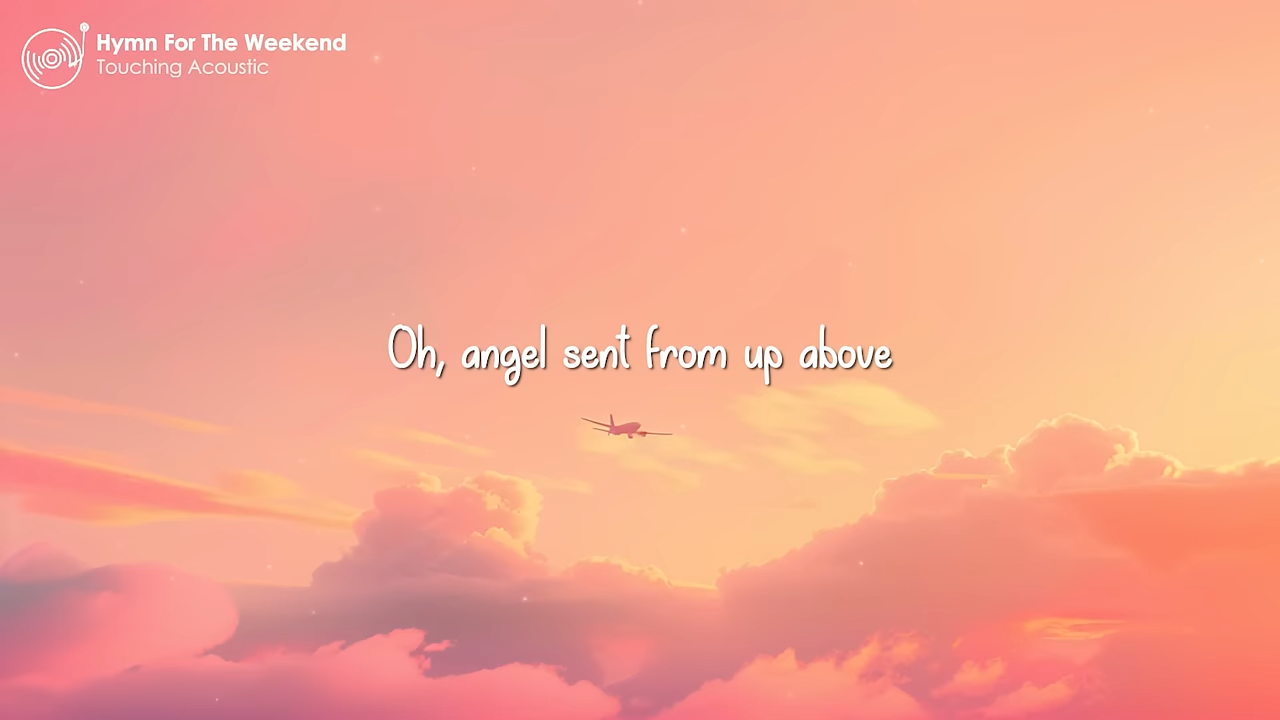 Hymn For The Weekend
Touching Acoustic
Oh, angel sent from up above